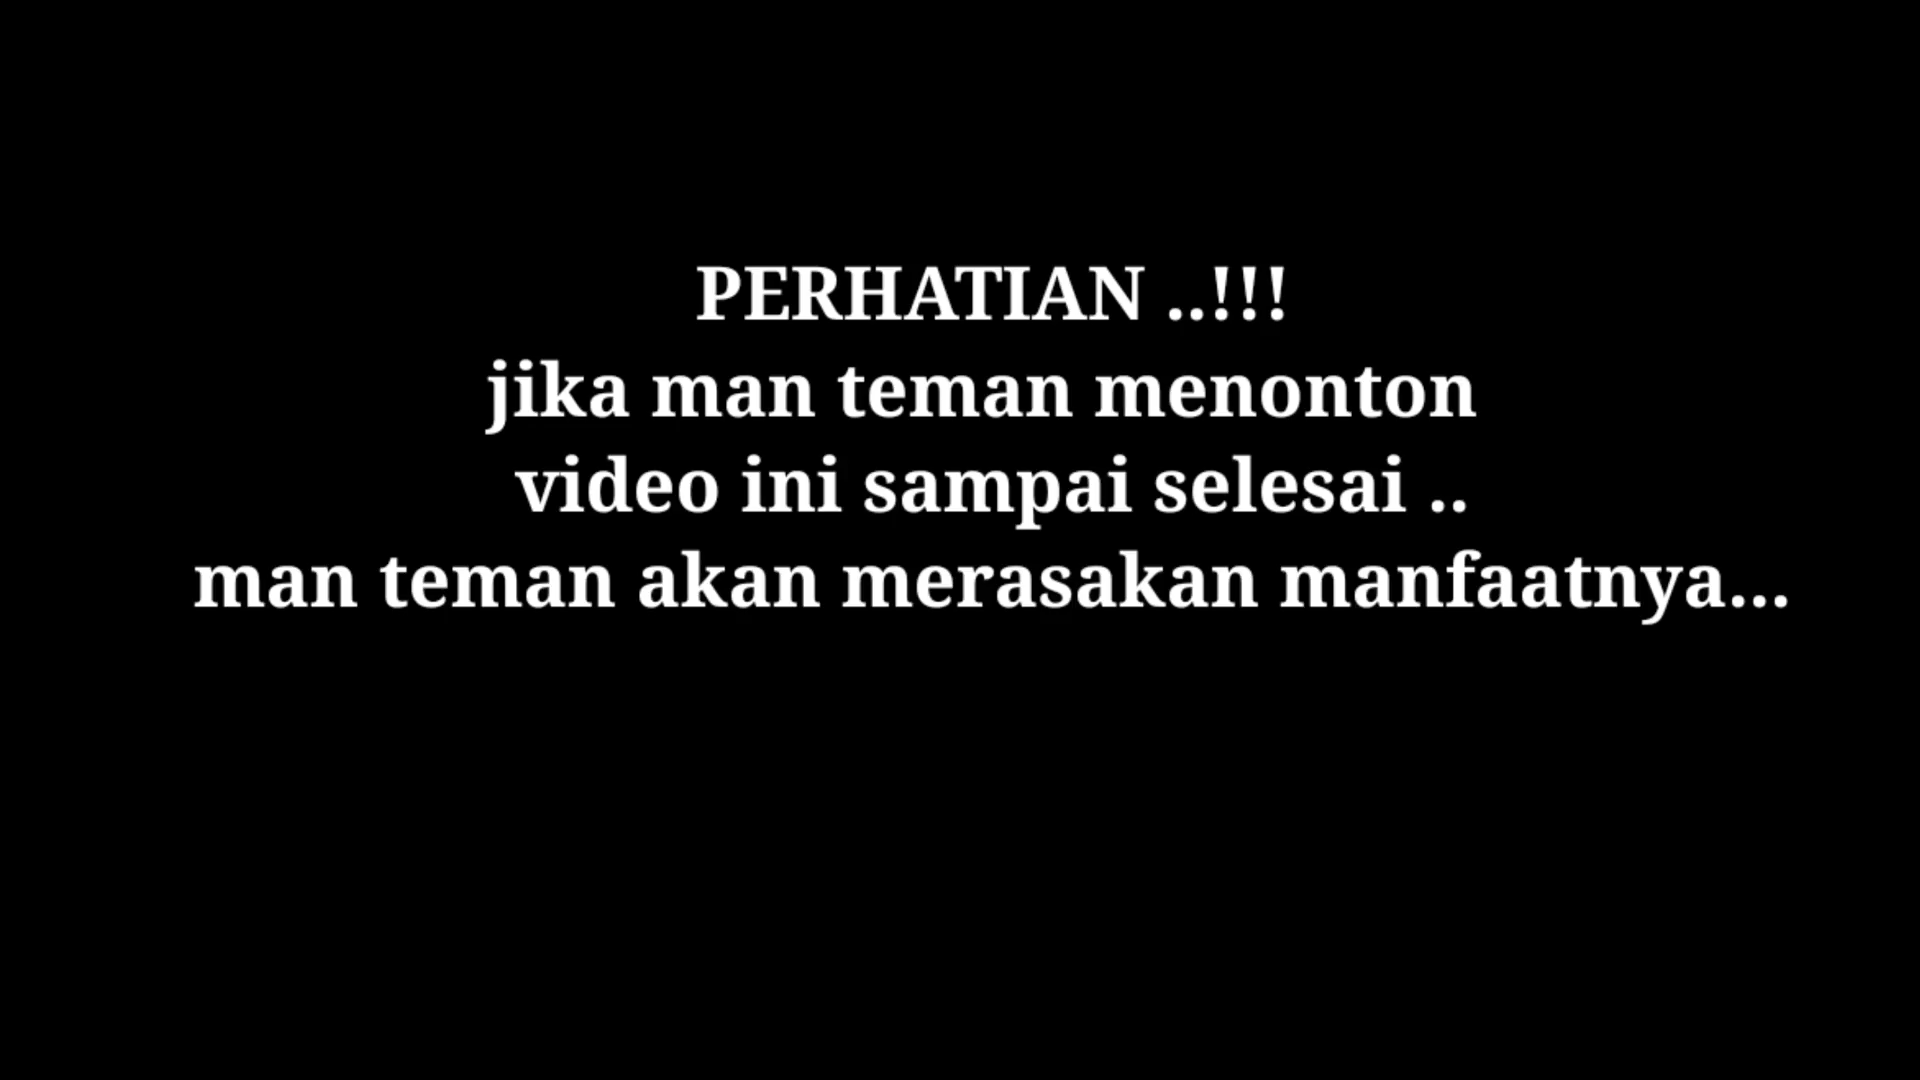 PERHATIAN ..!!!
jika man teman menonton
video ini sampai selesai ..
man teman akan merasakan manfaatnya...